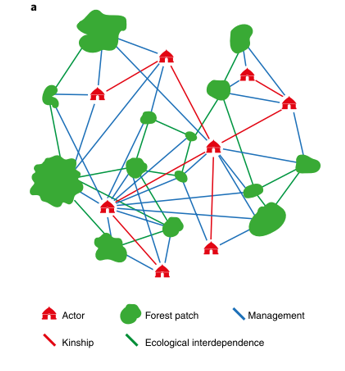 a
Actor Forest patch Management
Kinship Ecological interdependence